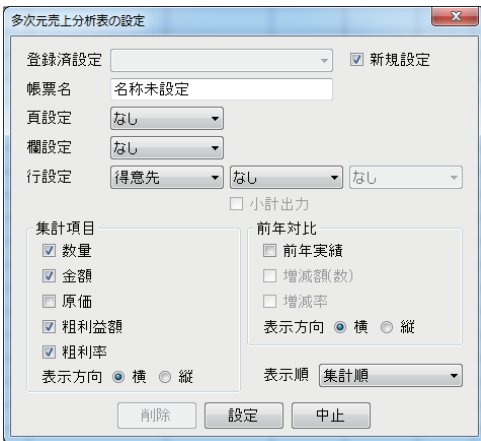 多次元売上分析表の設定
登録済設定 新規設定
帳票名 名称未設定
頁設定 なし
欄設定 なし
行設定 得意先 なし なし
小計出力
集計項目
数量
金額
原価
粗利益額
粗利率
表示方向 横 縦
前年対比
前年実績
増減額(数)
増減率
表示方向 横 縦
表示順 集計順
削除 設定 中止